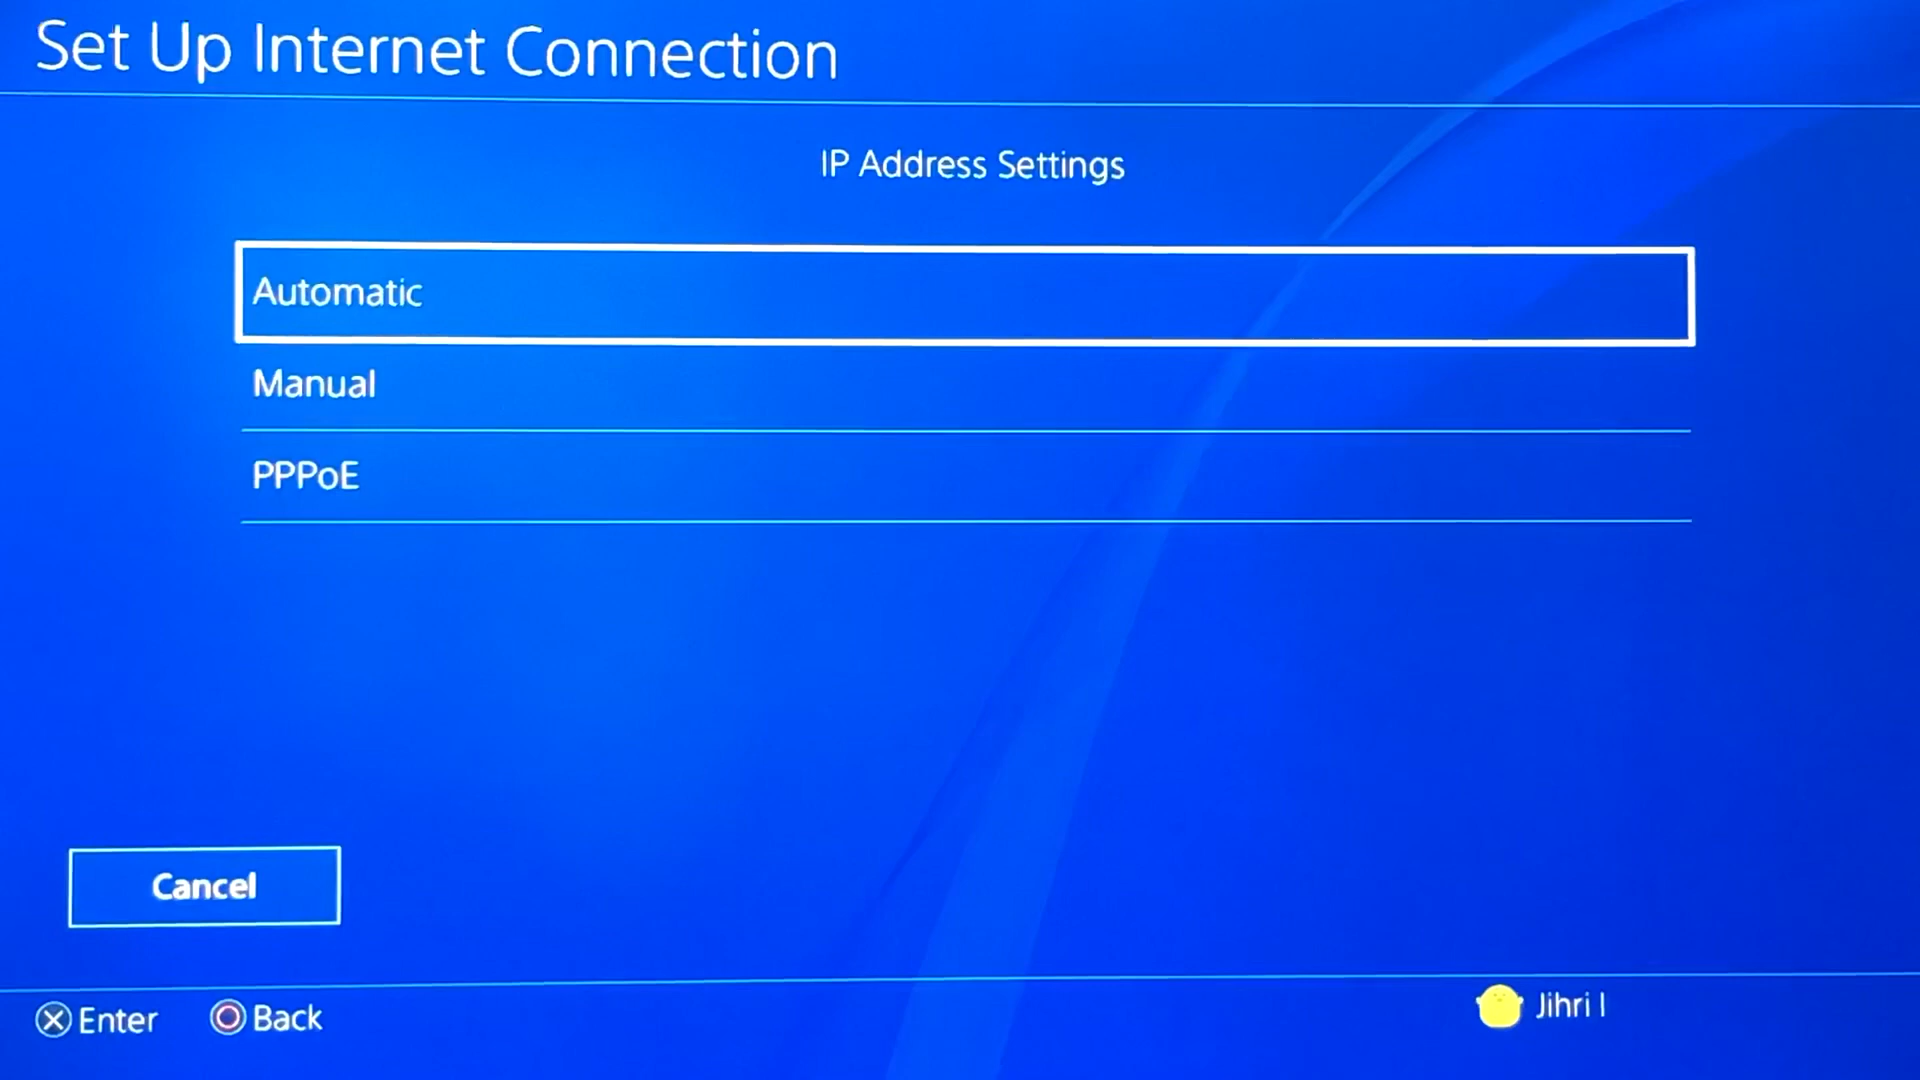 Set Up Internet Connection
IP Address Settings
Automatic
Manual
PPPoE
Cancel
Enter
Back
Jihri I